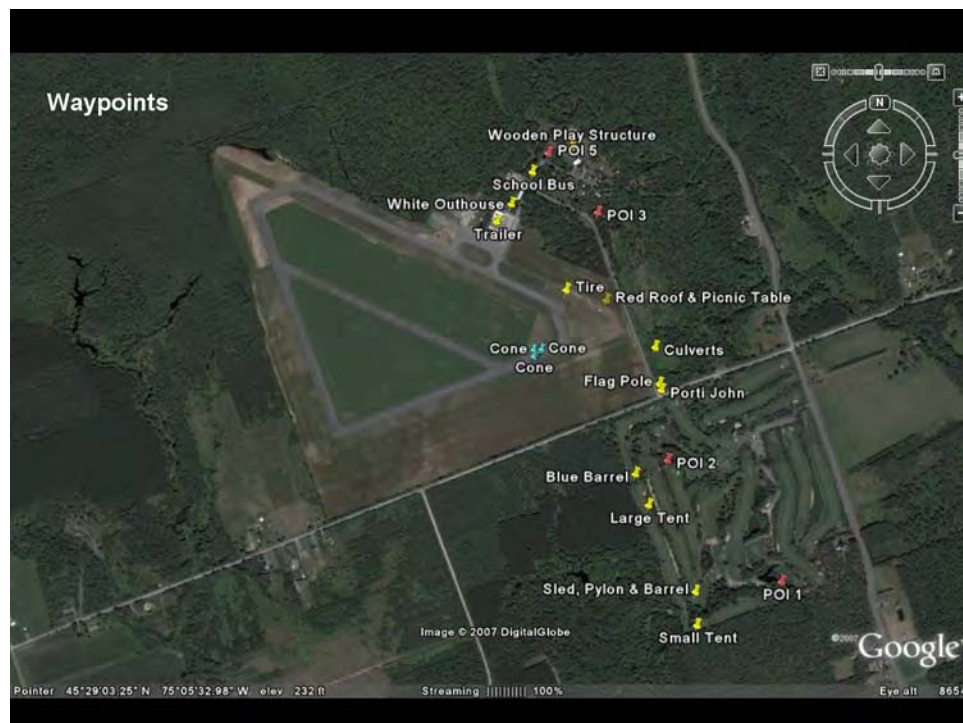 Waypoints
N
Wooden Play Structure
POI 5
School Bus
White Outhouse
POI 3
Trailer
Tire
Red Roof & Picnic Table
Cone
Cone
Culverts
Cone
Flag Pole
Porti John
POI 2
Blue Barrel
Large Tent
Sled, Pylon & Barrel
POI 1
Small Tent
Image © 2007 DigitalGlobe
©2007 Google
Pointer 45°29'03.25" N 75°05'32.98" W elev 232 ft Streaming 100% Eye alt 8654